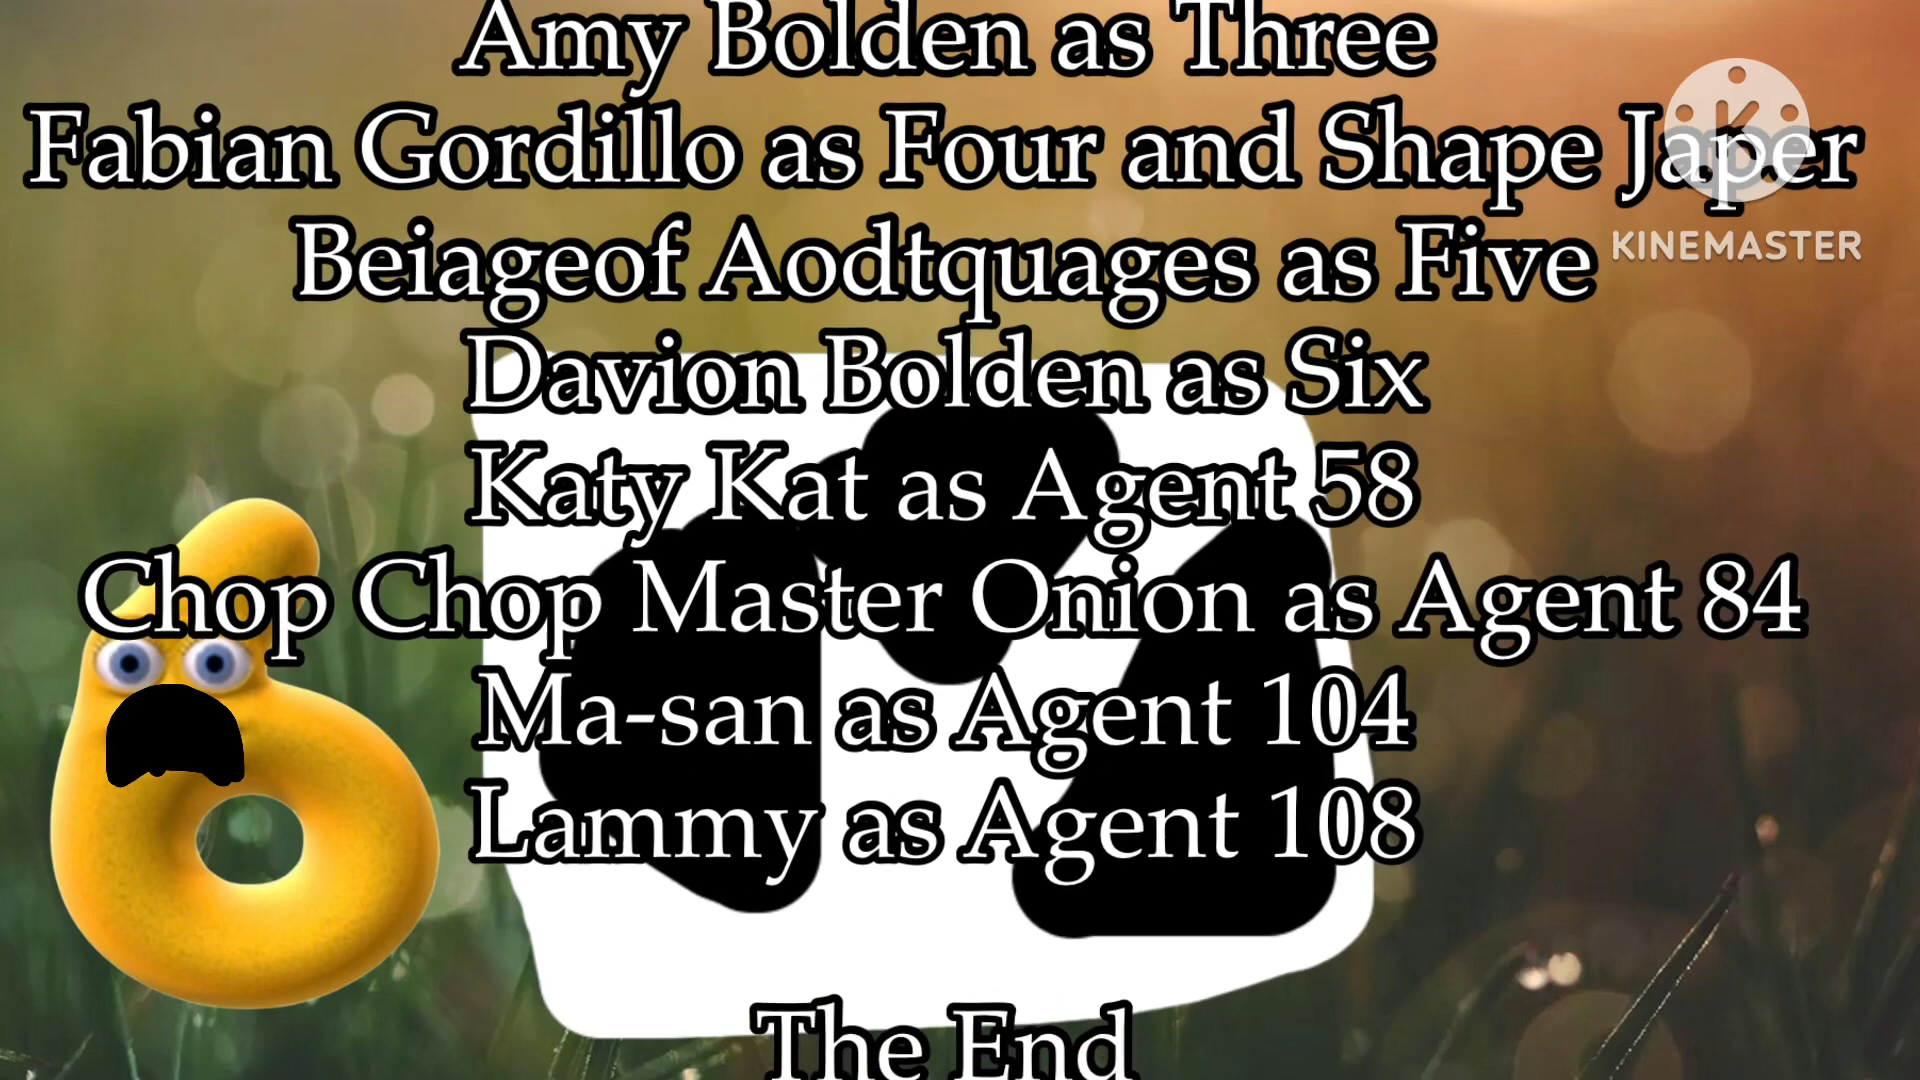 Amy Bolden as Three
Fabian Gordillo as Four and Shape Japer
Beiageof Aodtquages as Five
KINEMASTER
Davion Bolden as Six
Katy Kat as Agent 58
Chop Chop Master Onion as Agent 84
Ma-san as Agent 104
Lammy as Agent 108
The End